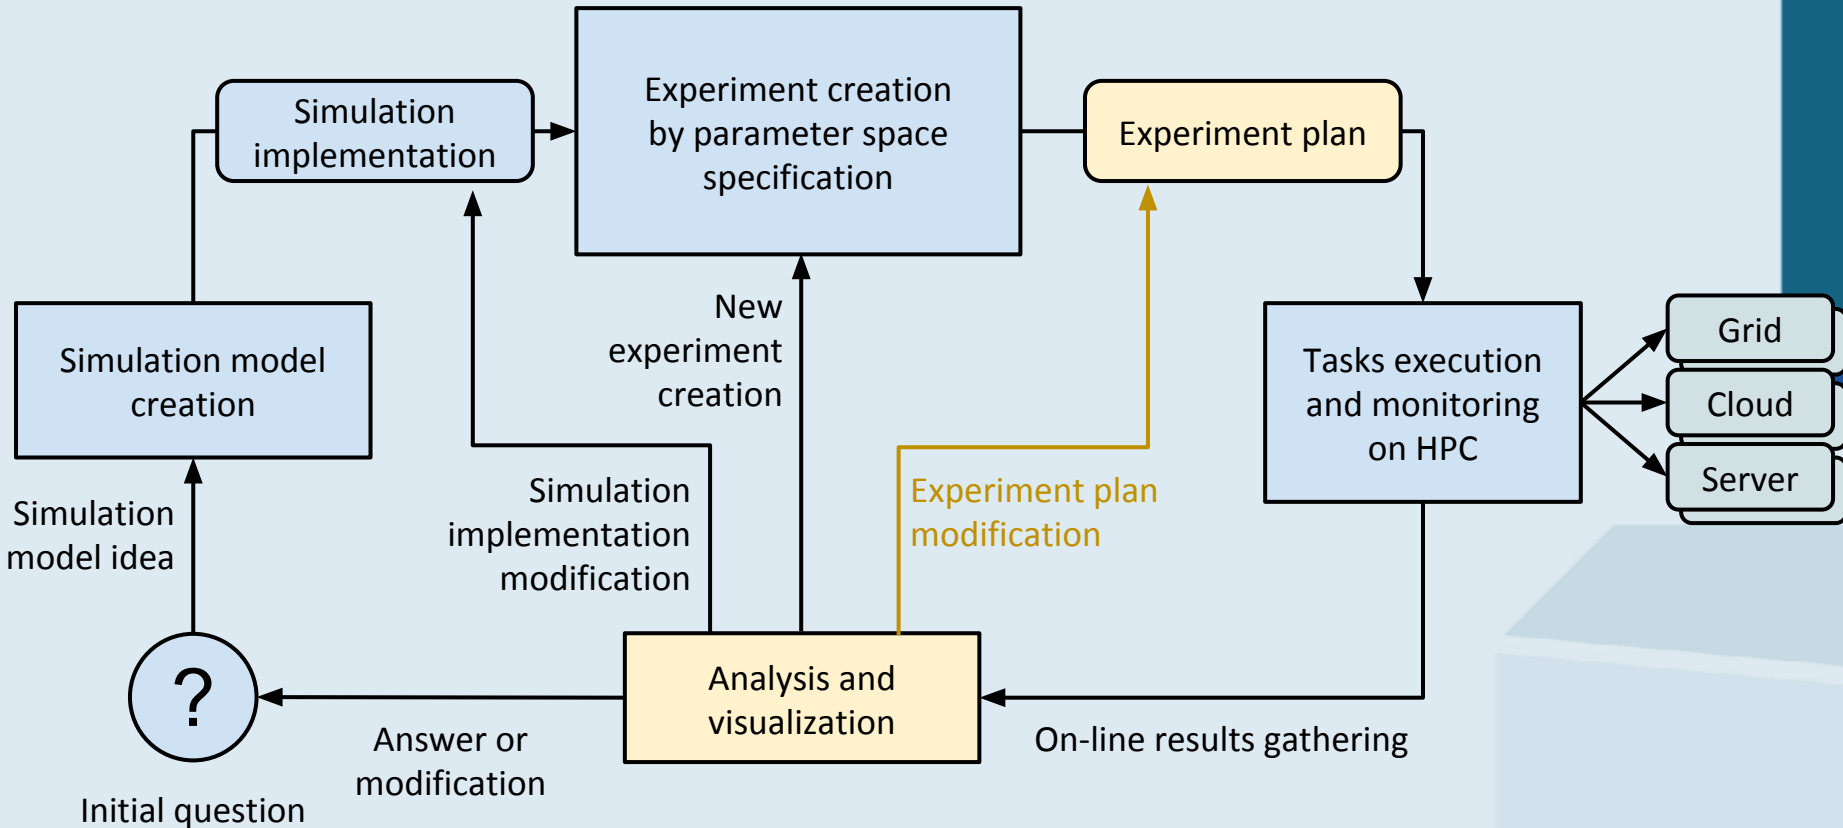 Simulation
implementation
Experiment creation
by parameter space
specification
Experiment plan
Simulation model
creation
New
experiment
creation
Tasks execution
and monitoring
on HPC
Grid
Cloud
Server
Simulation
model idea
Simulation
implementation
modification
Experiment plan
modification
?
Analysis and
visualization
Answer or
modification
On-line results gathering
Initial question